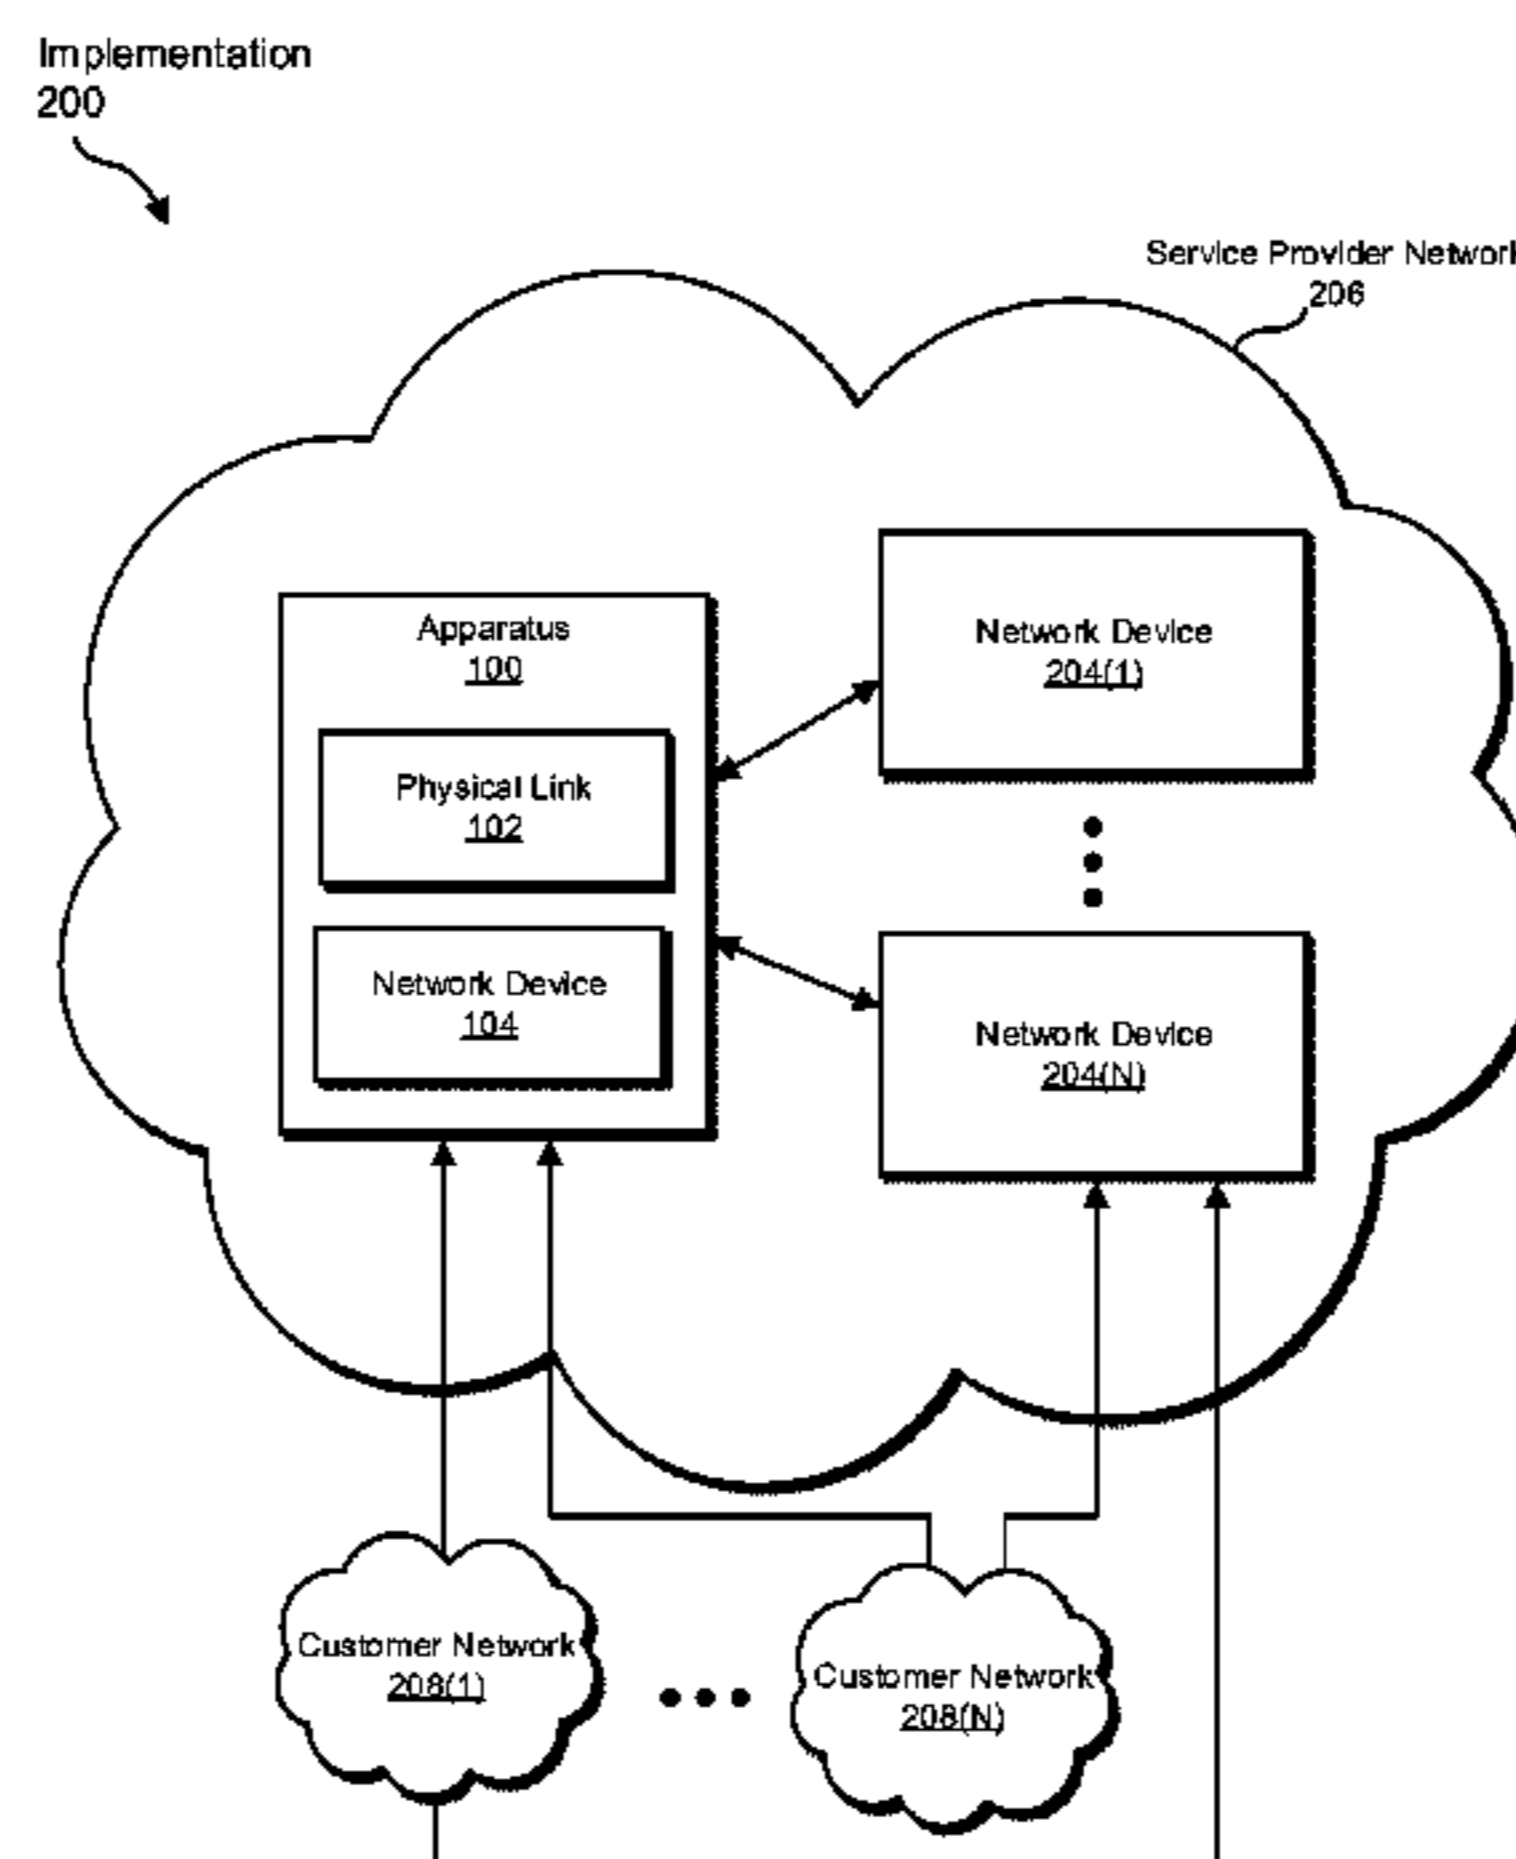 Implementation
200
Service Provider Network
206
Apparatus
100
Physical Link
102
Network Device
104
Network Device
204(1)
Network Device
204(N)
Customer Network
208(1)
Customer Network
208(N)